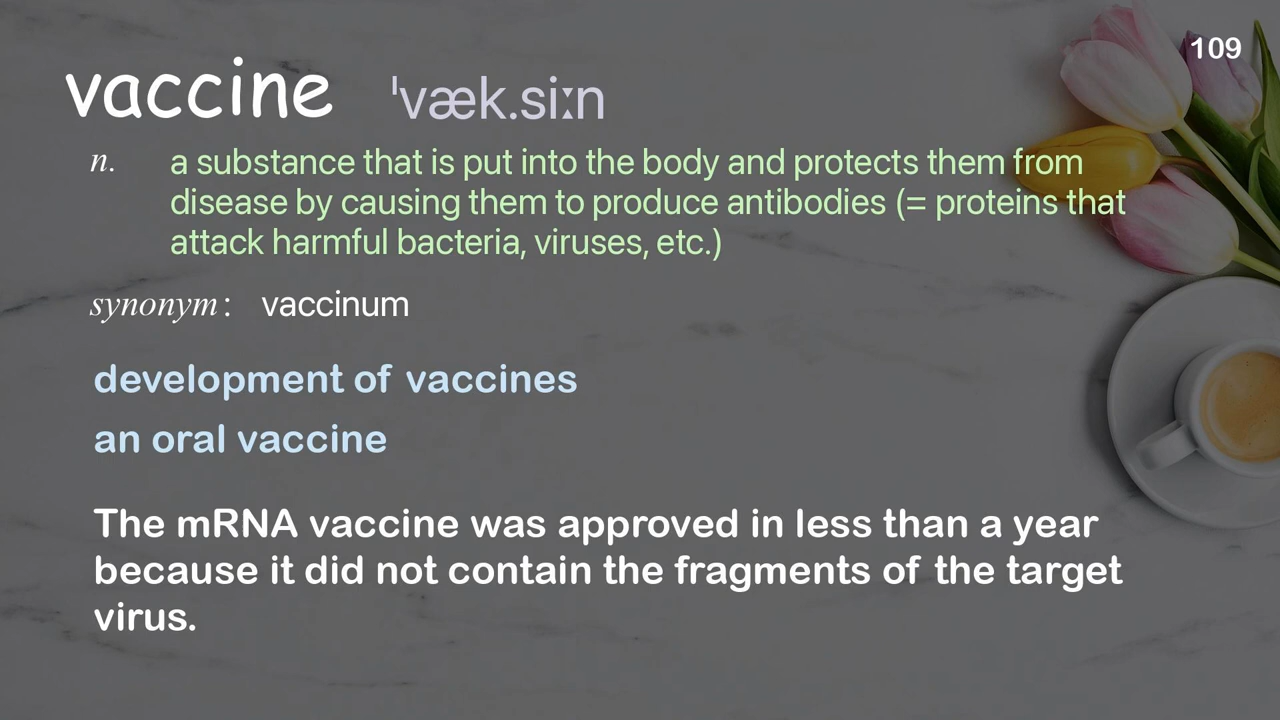 109
vaccine ˈvæk.siːn
n. a substance that is put into the body and protects them from
disease by causing them to produce antibodies (= proteins that
attack harmful bacteria, viruses, etc.)
synonym: vaccinum
development of vaccines
an oral vaccine
The mRNA vaccine was approved in less than a year
because it did not contain the fragments of the target
virus.